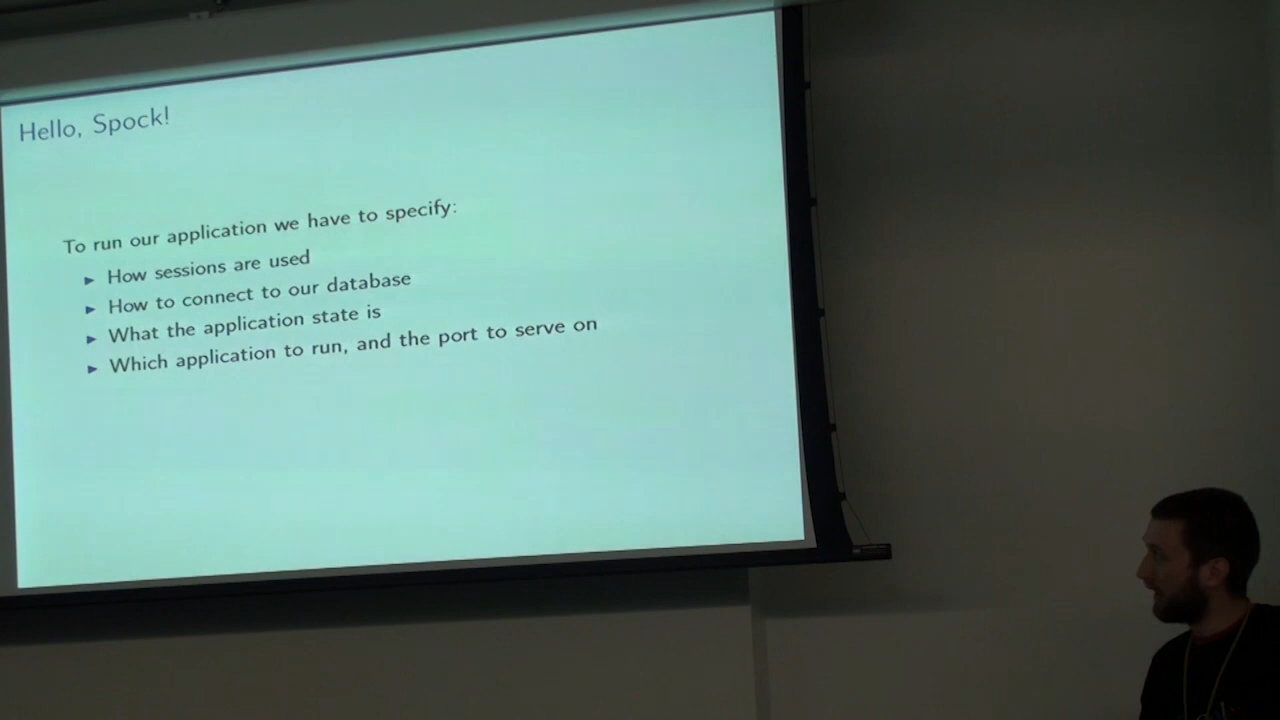 Hello, Spock!
To run our application we have to specify:
► How sessions are used
► How to connect to our database
► What the application state is
► Which application to run, and the port to serve on